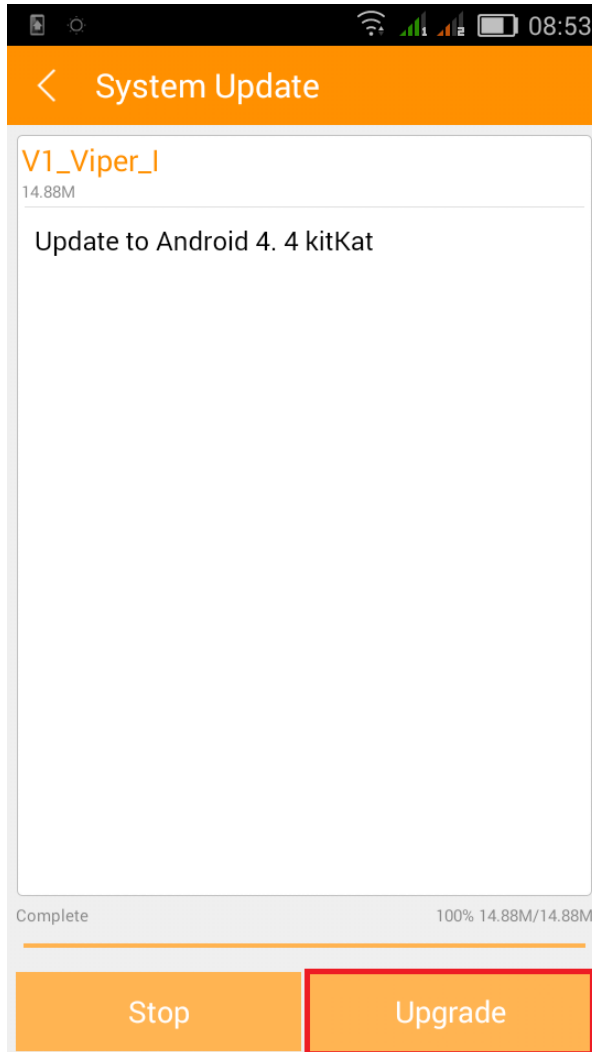 08:53
System Update
V1_Viper_I
14.88M
Update to Android 4. 4 kitKat
Complete 100% 14.88M/14.88M
Stop Upgrade